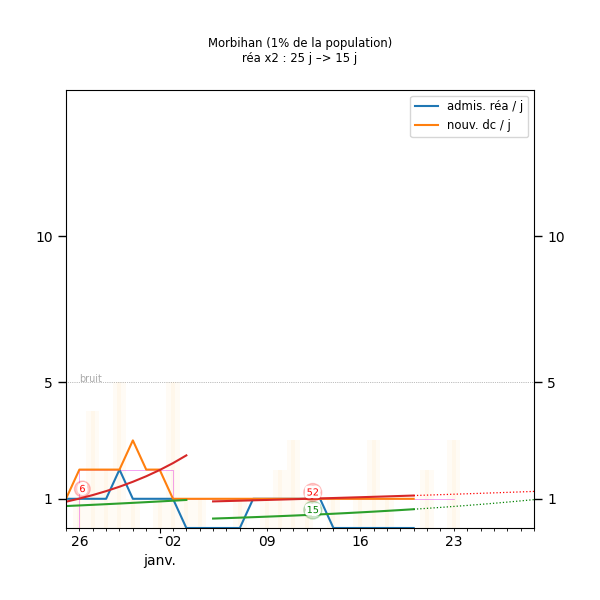 Morbihan (1% de la population)
réa x2 : 25 j –> 15 j
admis. réa / j
nouv. dc / j
10
10
bruit
5
5
6
52
15
1
1
26
02
09
16
23
janv.